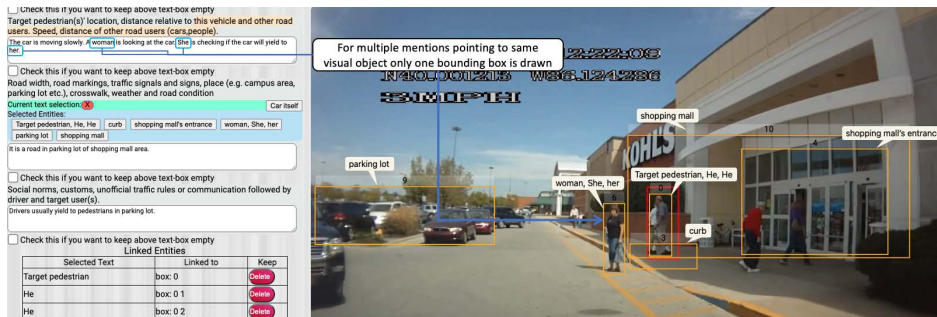 Check this if you want to keep above text-box empty
Target pedestrian(s)' location, distance relative to this vehicle and other road
users. Speed, distance of other road users (cars,people).
The car is moving slowly. A woman is looking at the car. She is checking if the car will yield to
her.
Check this if you want to keep above text-box empty
Road width, road markings, traffic signals and signs, place (e.g. campus area,
parking lot etc.), crosswalk, weather and road condition
Current text selection: X
Car itself
Selected Entities:
Target pedestrian, He, He
curb
shopping mall's entrance
woman, She, her
parking lot
shopping mall
It is a road in parking lot of shopping mall area.
Check this if you want to keep above text-box empty
Social norms, customs, unofficial traffic rules or communication followed by
driver and target user(s).
Drivers usually yield to pedestrians in parking lot.
Check this if you want to keep above text-box empty
Linked Entities
Selected Text Linked to Keep
Target pedestrian box: 0 Delete
He box: 0 1 Delete
He box: 0 2 Delete
For multiple mentions pointing to same
visual object only one bounding box is drawn
12:22:08
N40.001215 W86.124286
8MPH
shopping mall
10
shopping mall's entranc
4
KOHL'S
parking lot
9
woman, She, her
6
Target pedestrian, He, He
0
curb
3